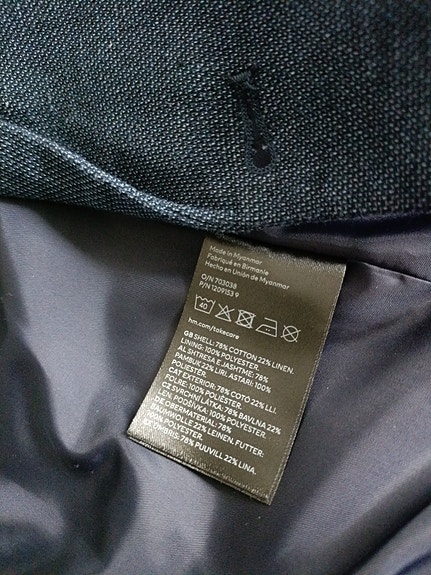 Made in Myanmar
Fabriqué en Birmanie
Hecho en Unión de Myanmar
O/N 703038
P/N 1209153 9
40
hm.com/takecare
GB SHELL: 78% COTTON 22% LINEN.
LINING: 100% POLYESTER.
AL SHTRESA E JASHTME: 78%
PAMBUK 22% LIRI. ASTARI: 100%
CAT EXTERIOR: 78% COTÓ 22% LLI.
FOLRE: 100% POLIÈSTER.
CZ SVRCHNÍ LÁTKA: 78% BAVLNA 22%
LEN. PODŠÍVKA: 100% POLYESTER.
DE OBERMATERIAL: 78%
BAUMWOLLE 22% LEINEN. FUTTER:
100% POLYESTER.
EE ÜMBRIS: 78% PUUVILL 22% LINA.